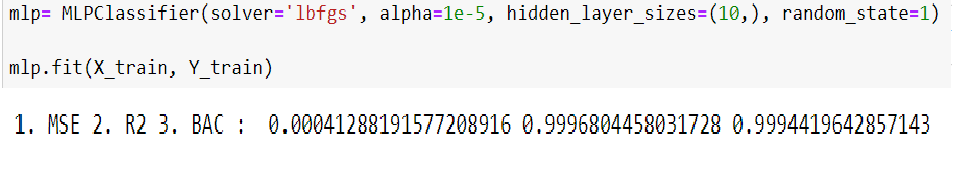 mlp= MLPClassifier(solver='lbfgs', alpha=1e-5, hidden_layer_sizes=(10,), random_state=1)
mlp.fit(X_train, Y_train)
1. MSE 2. R2 3. BAC :  0.00041288191577208916 0.9996804458031728 0.9994419642857143